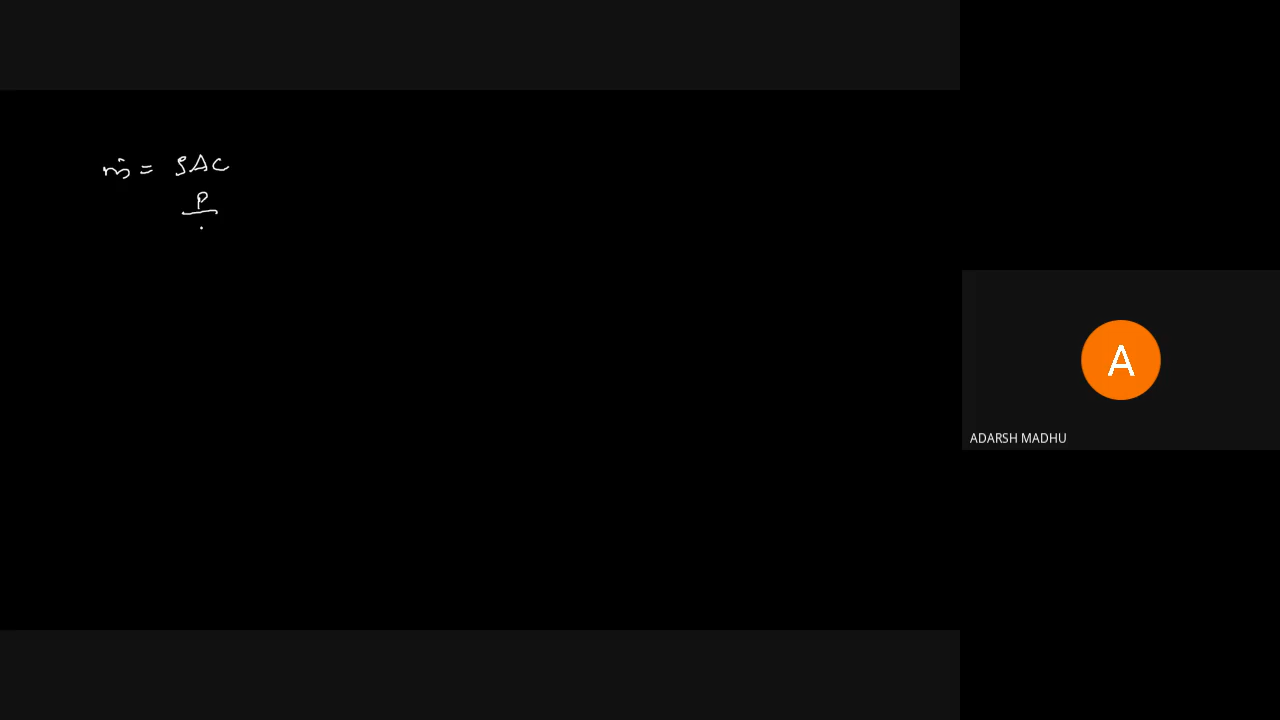 ṁ = ρAC
P
A
ADARSH MADHU